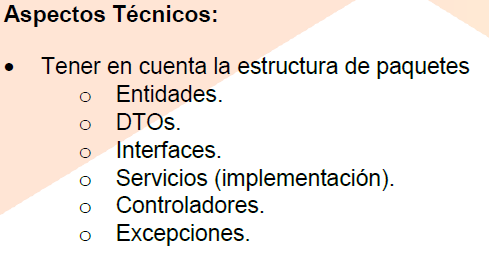 Aspectos Técnicos:
• Tener en cuenta la estructura de paquetes
o Entidades.
o DTOs.
o Interfaces.
o Servicios (implementación).
o Controladores.
o Excepciones.